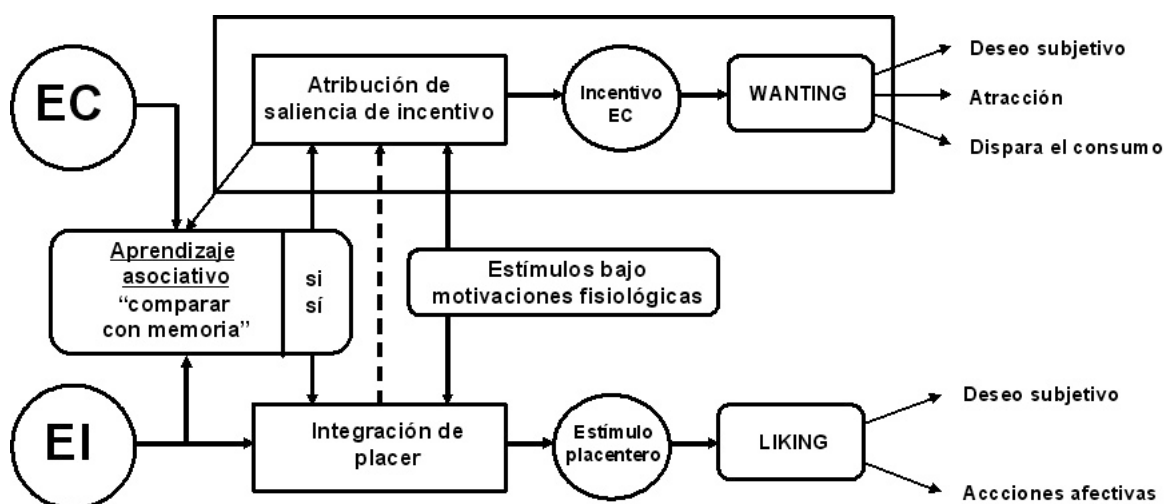 EC
Atribución de
saliencia de incentivo
Incentivo
EC
WANTING
Deseo subjetivo
Atracción
Dispara el consumo
Aprendizaje
asociativo
“comparar
con memoria”
si
sí
Estímulos bajo
motivaciones fisiológicas
EI
Integración de
placer
Estímulo
placentero
LIKING
Deseo subjetivo
Accciones afectivas